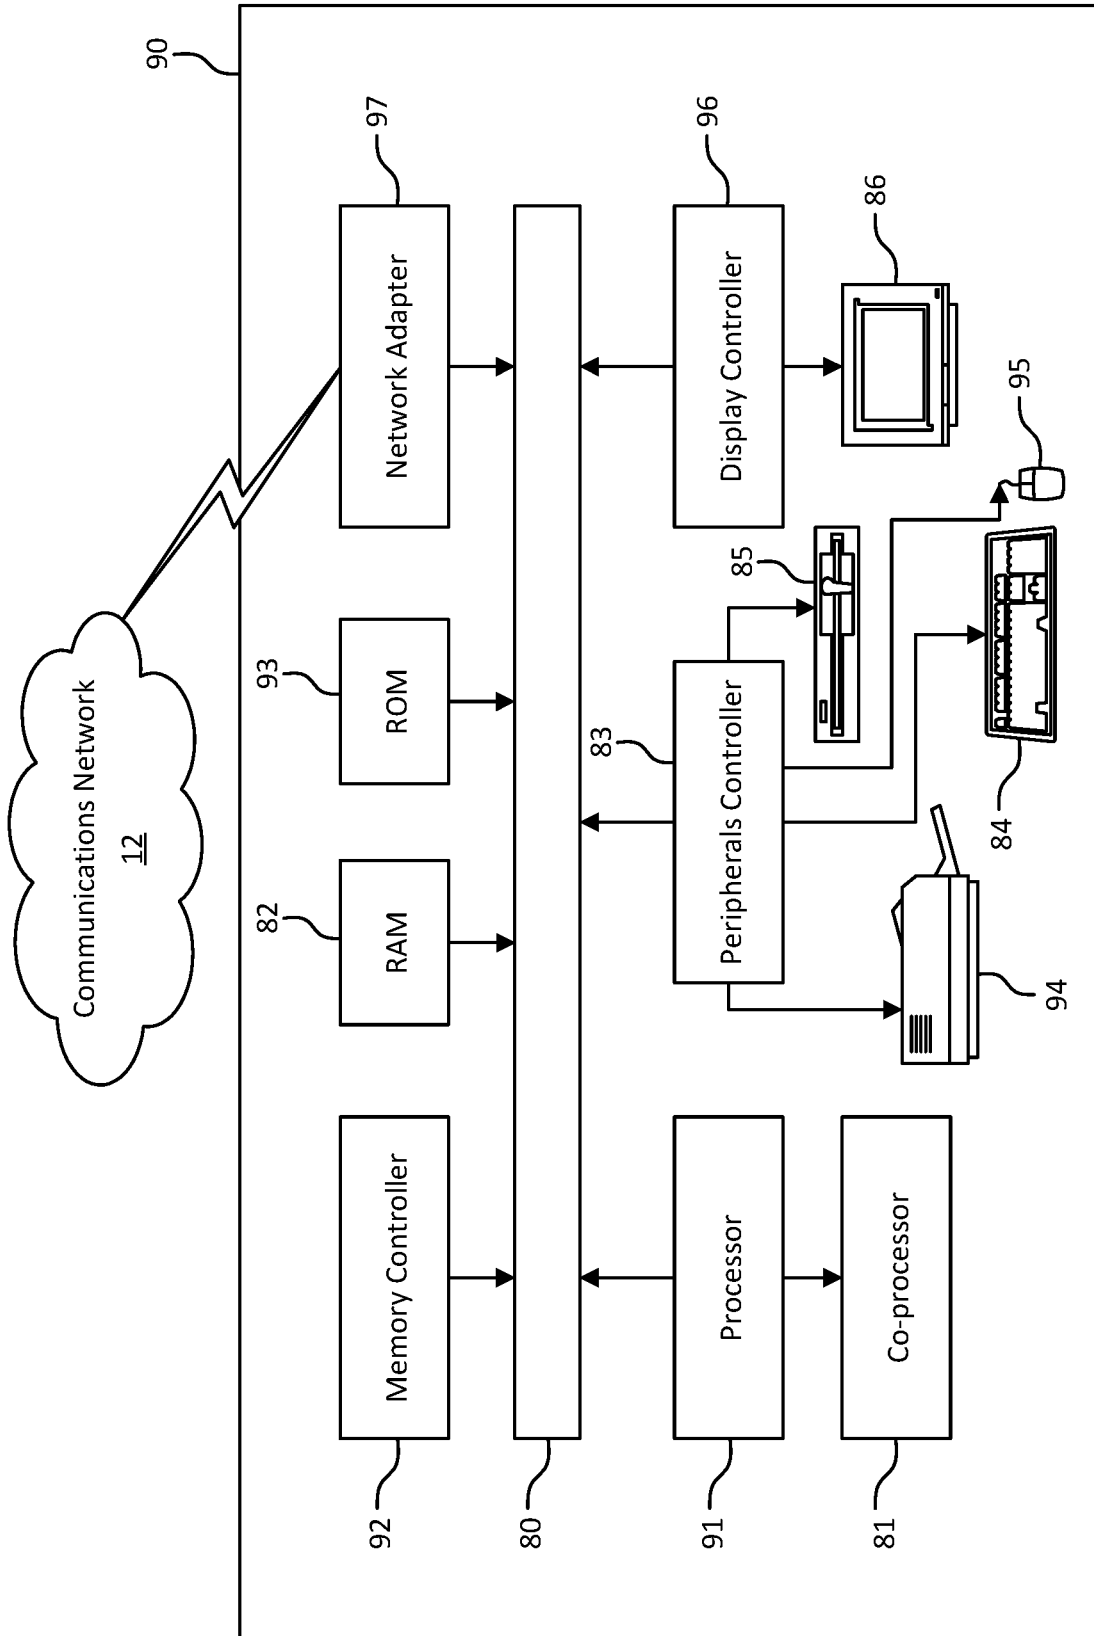 Communications Network
12
90
92
Memory Controller
82
RAM
93
ROM
97
Network Adapter
80
91
Processor
83
Peripherals Controller
96
Display Controller
85
86
81
Co-processor
94
84
95